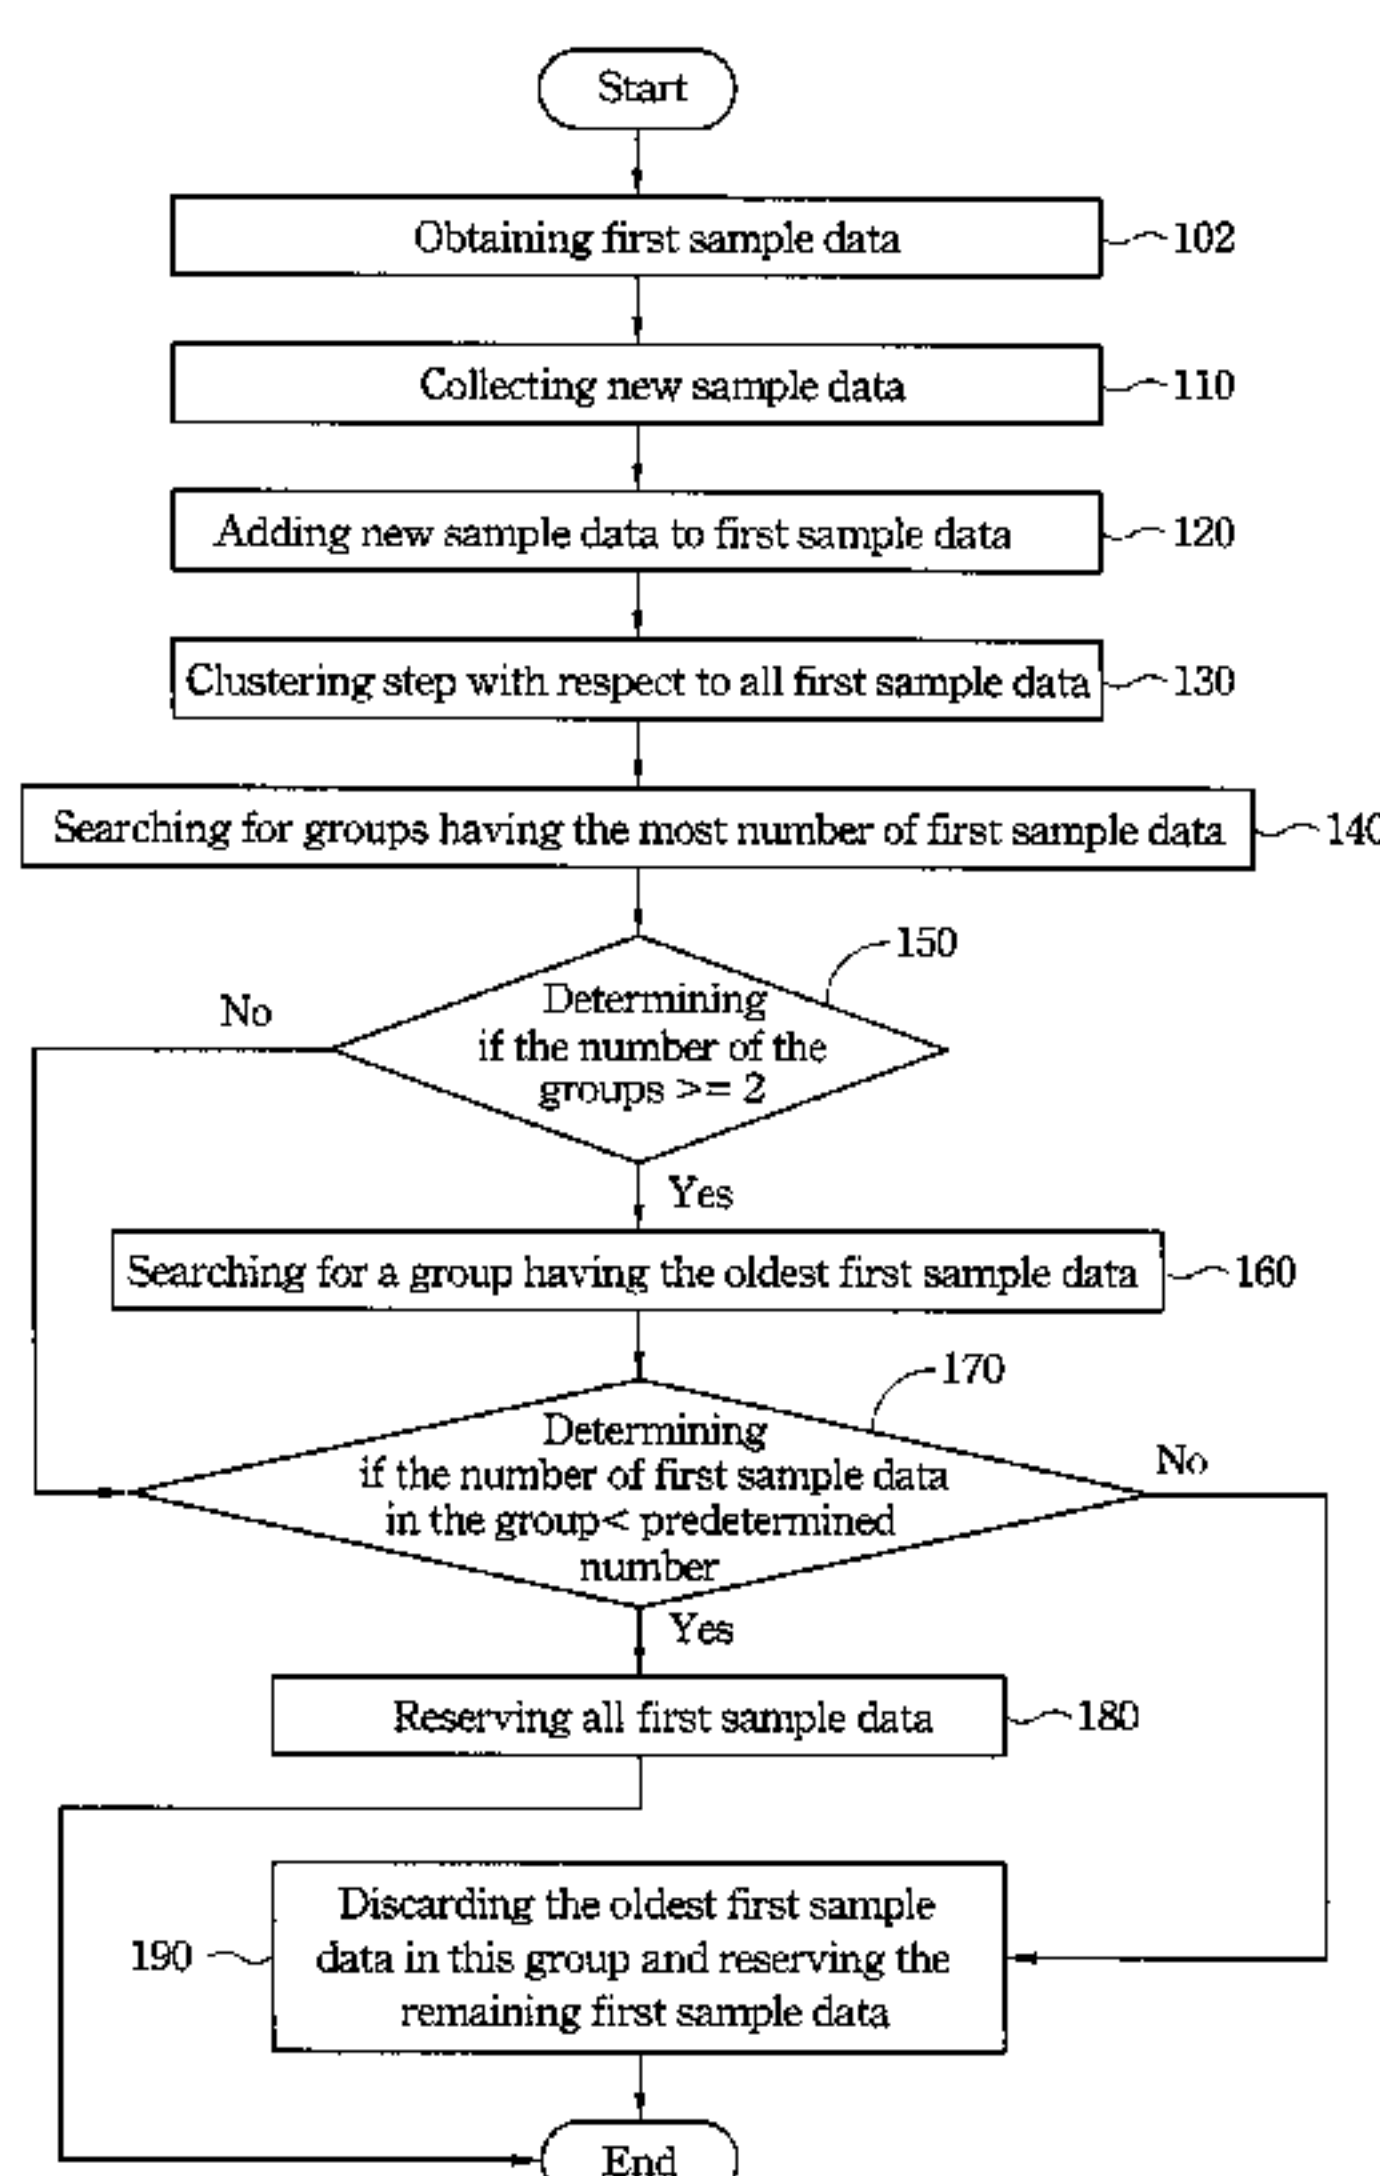 Start
Obtaining first sample data
102
Collecting new sample data
110
Adding new sample data to first sample data
120
Clustering step with respect to all first sample data
130
Searching for groups having the most number of first sample data
140
150
No
Determining
if the number of the
groups >= 2
Yes
Searching for a group having the oldest first sample data
160
170
Determining
if the number of first sample data
in the group< predetermined
number
No
Yes
Reserving all first sample data
180
Discarding the oldest first sample
data in this group and reserving the
remaining first sample data
190
End